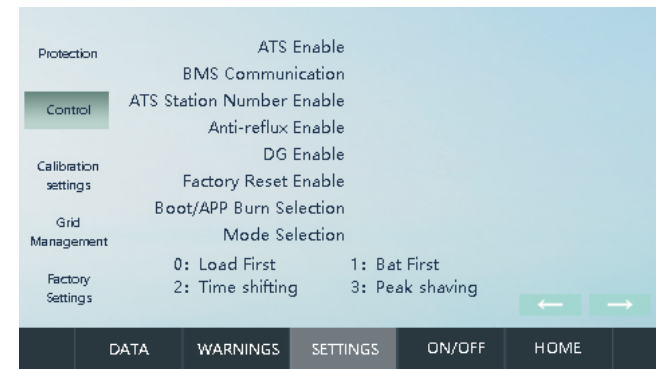 Protection
Control
Calibration
settings
Grid
Management
Factory
Settings
ATS Enable
BMS Communication
ATS Station Number Enable
Anti-reflux Enable
DG Enable
Factory Reset Enable
Boot/APP Burn Selection
Mode Selection
0: Load First 1: Bat First
2: Time shifting 3: Peak shaving
← →
DATA WARNINGS SETTINGS ON/OFF HOME